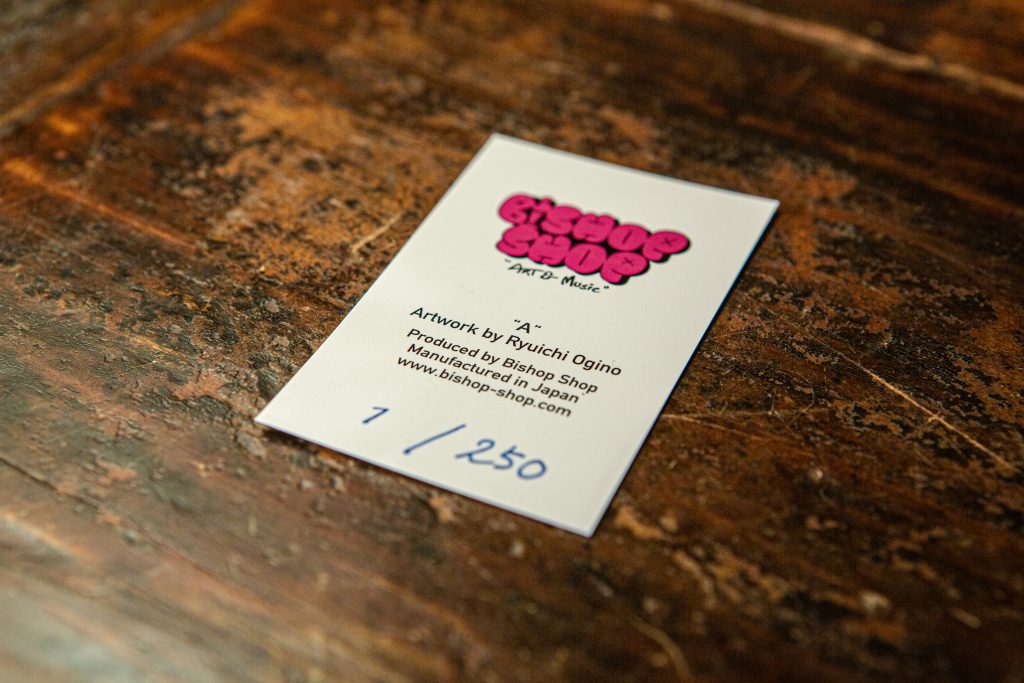 BISHOP
SHOP
"ART & Music"
"A"
Artwork by Ryuichi Ogino
Produced by Bishop Shop
Manufactured in Japan
www.bishop-shop.com
1 / 250